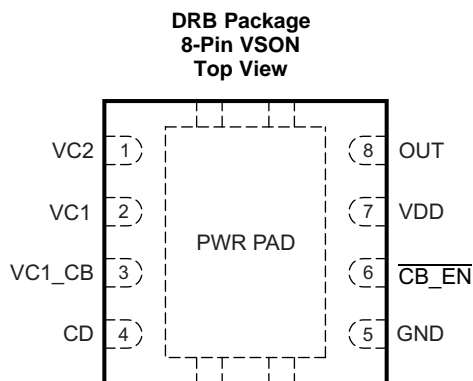 DRB Package
8-Pin VSON
Top View
VC2 1 8 OUT
VC1 2 7 VDD
PWR PAD
VC1_CB 3 6 CB_EN
CD 4 5 GND